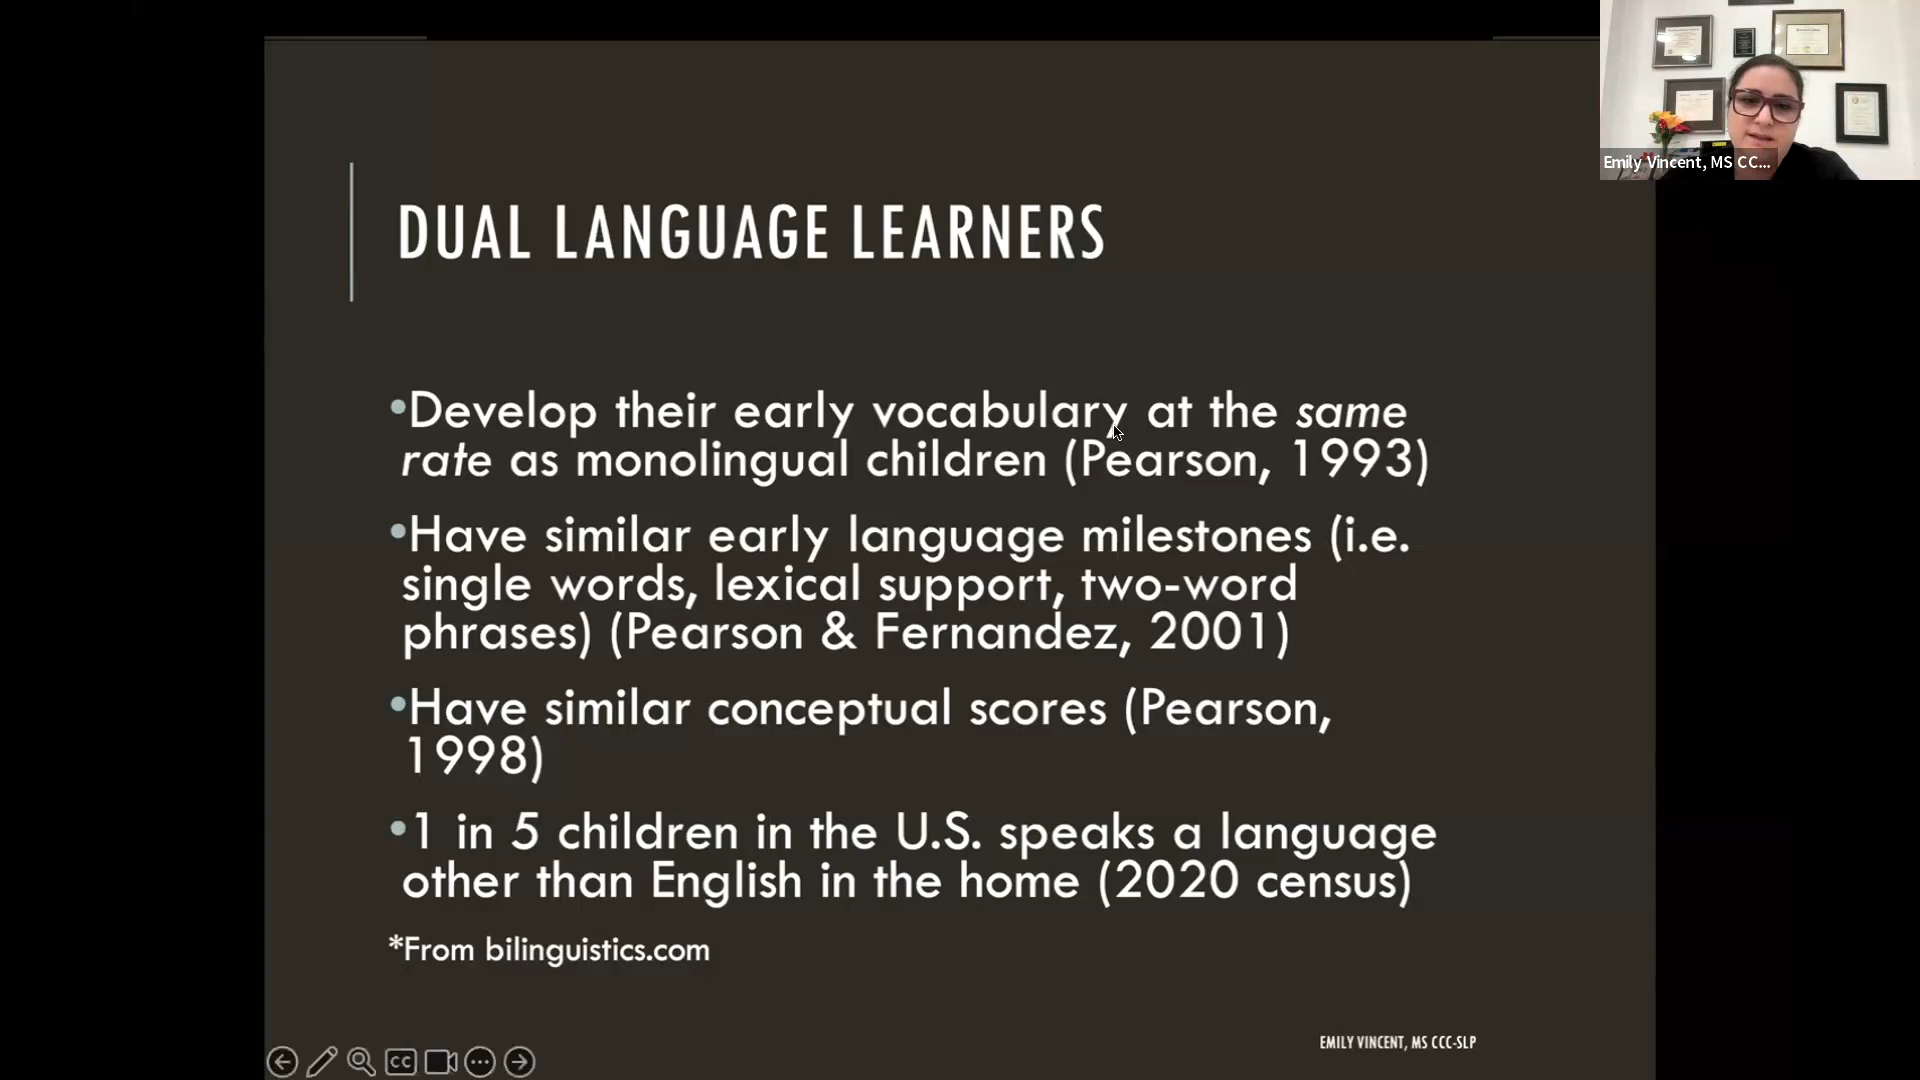 Emily Vincent, MS CC...
DUAL LANGUAGE LEARNERS
•Develop their early vocabulary at the same
rate as monolingual children (Pearson, 1993)
•Have similar early language milestones (i.e.
single words, lexical support, two-word
phrases) (Pearson & Fernandez, 2001)
•Have similar conceptual scores (Pearson,
1998)
•1 in 5 children in the U.S. speaks a language
other than English in the home (2020 census)
*From bilinguistics.com
EMILY VINCENT, MS CCC-SLP
CC